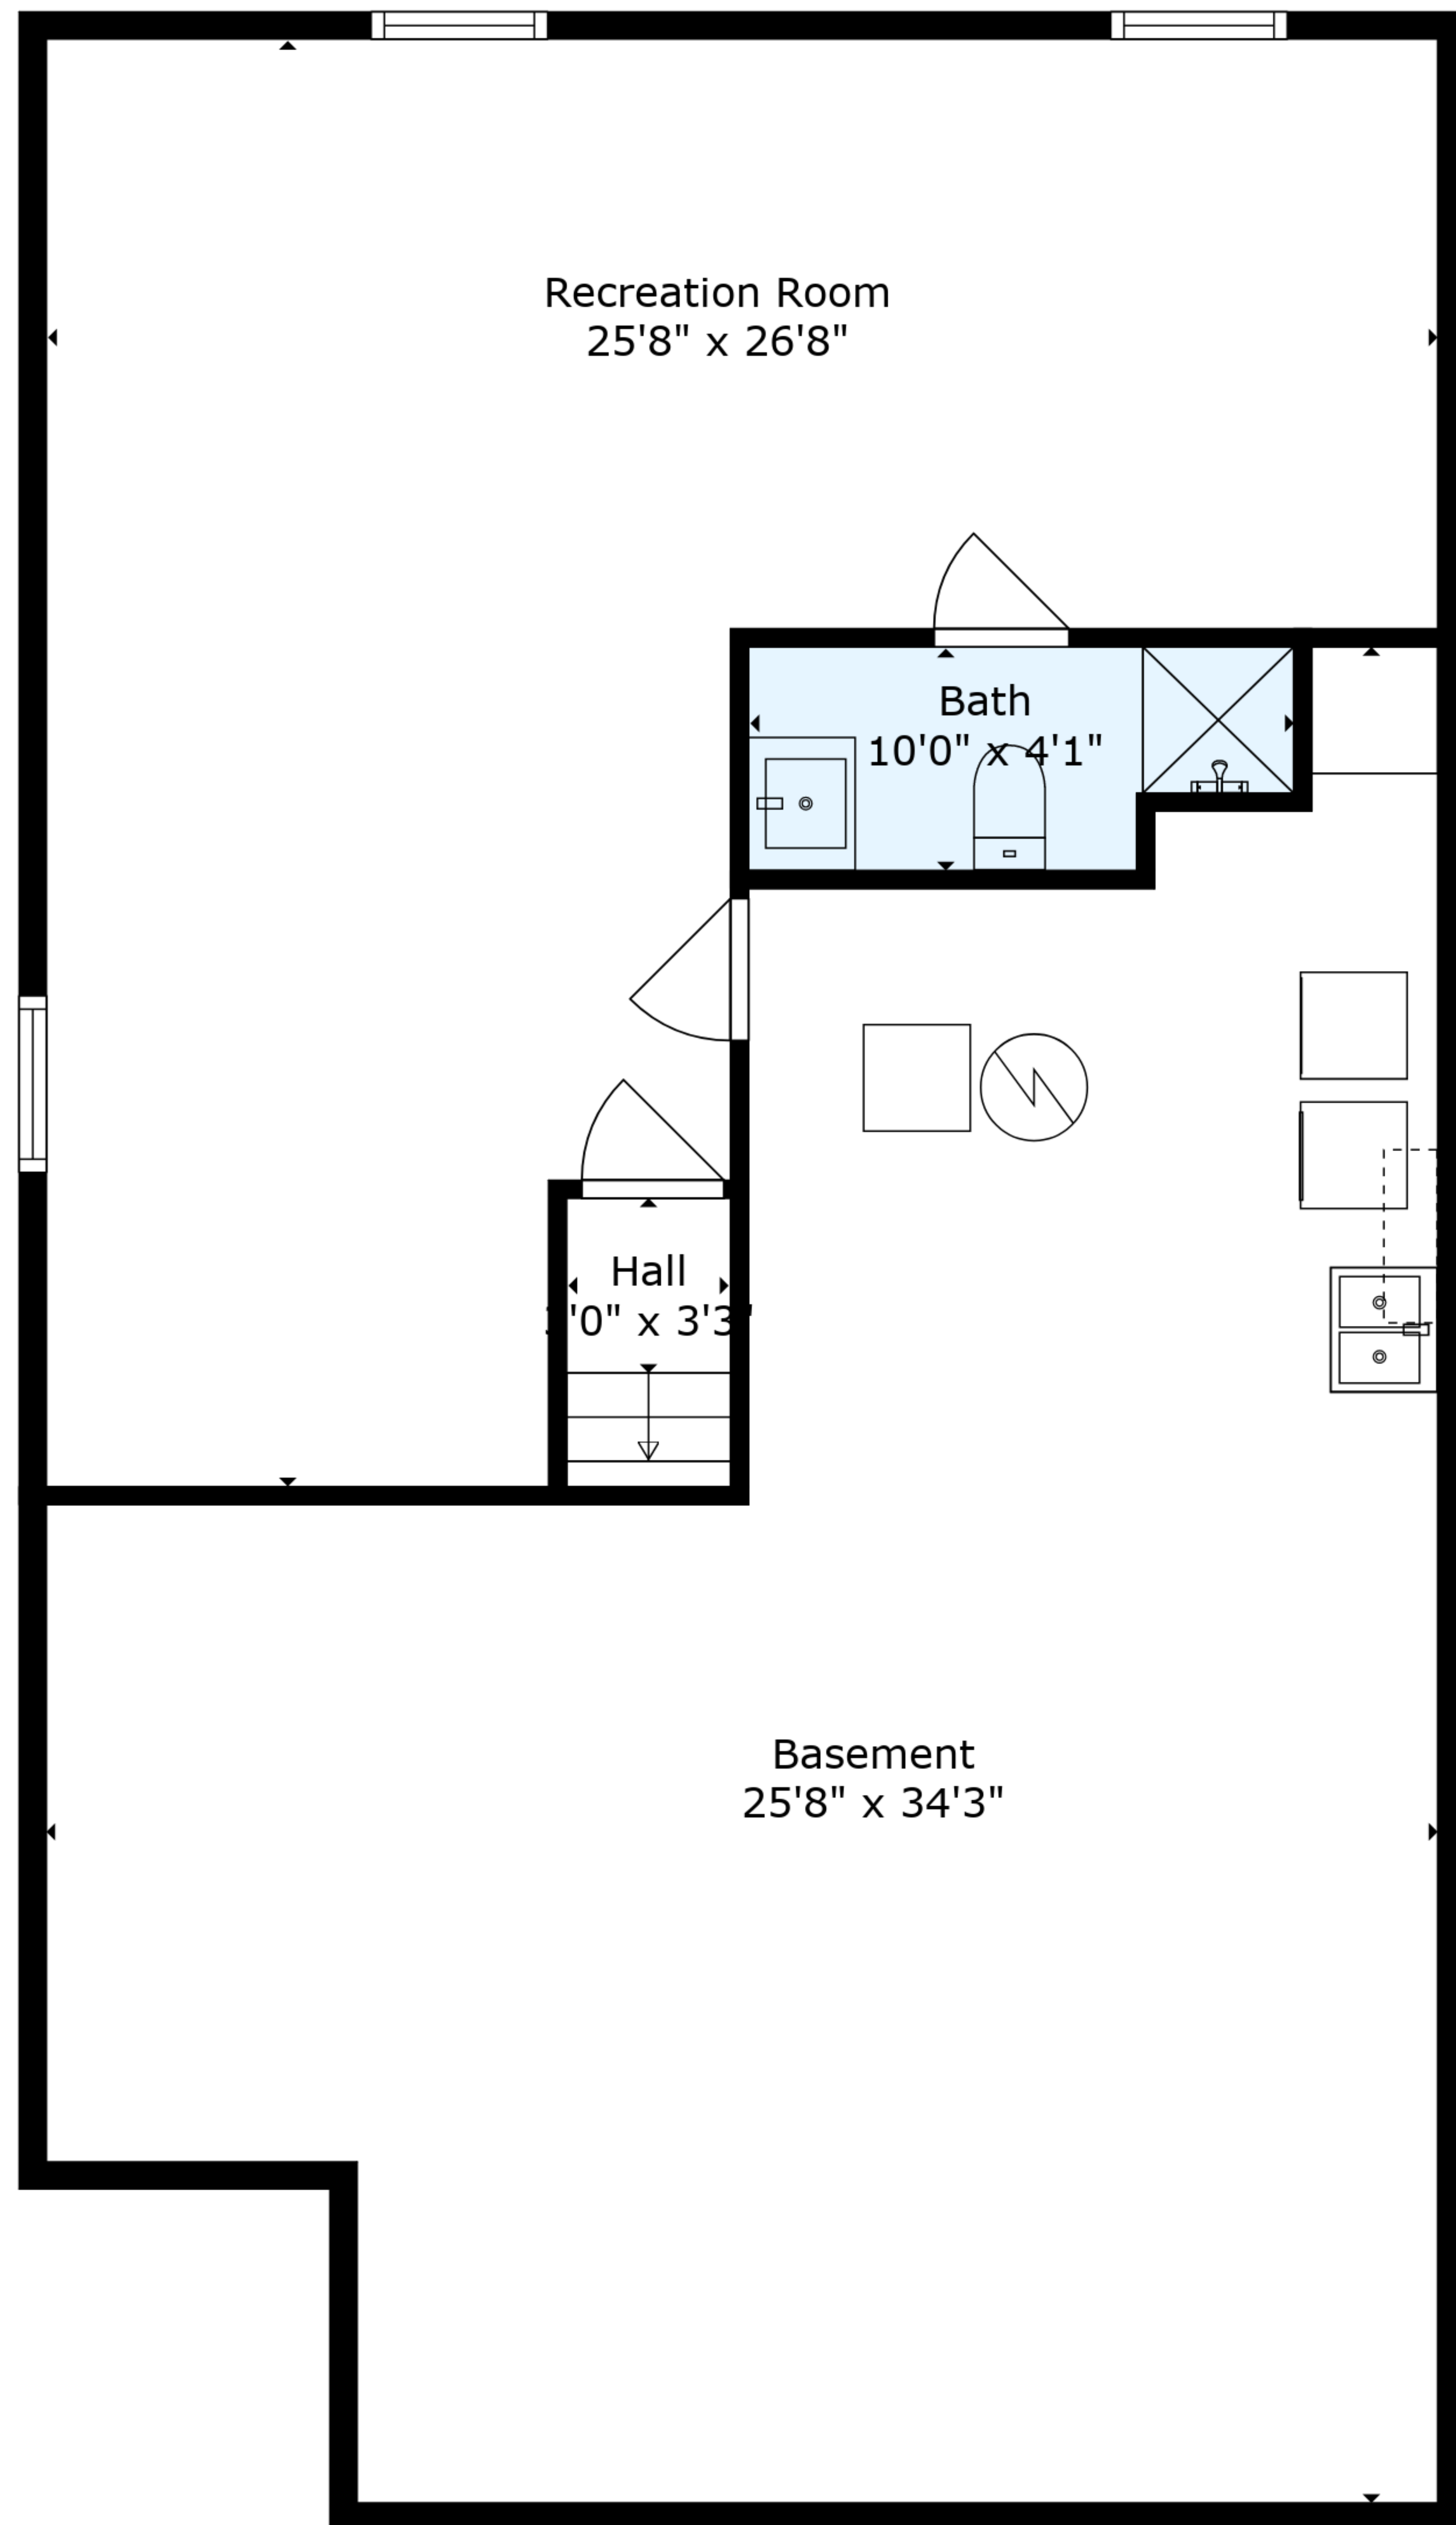 Recreation Room
25'8" x 26'8"
Bath
10'0" x 4'1"
Hall
3'0" x 3'3"
Basement
25'8" x 34'3"